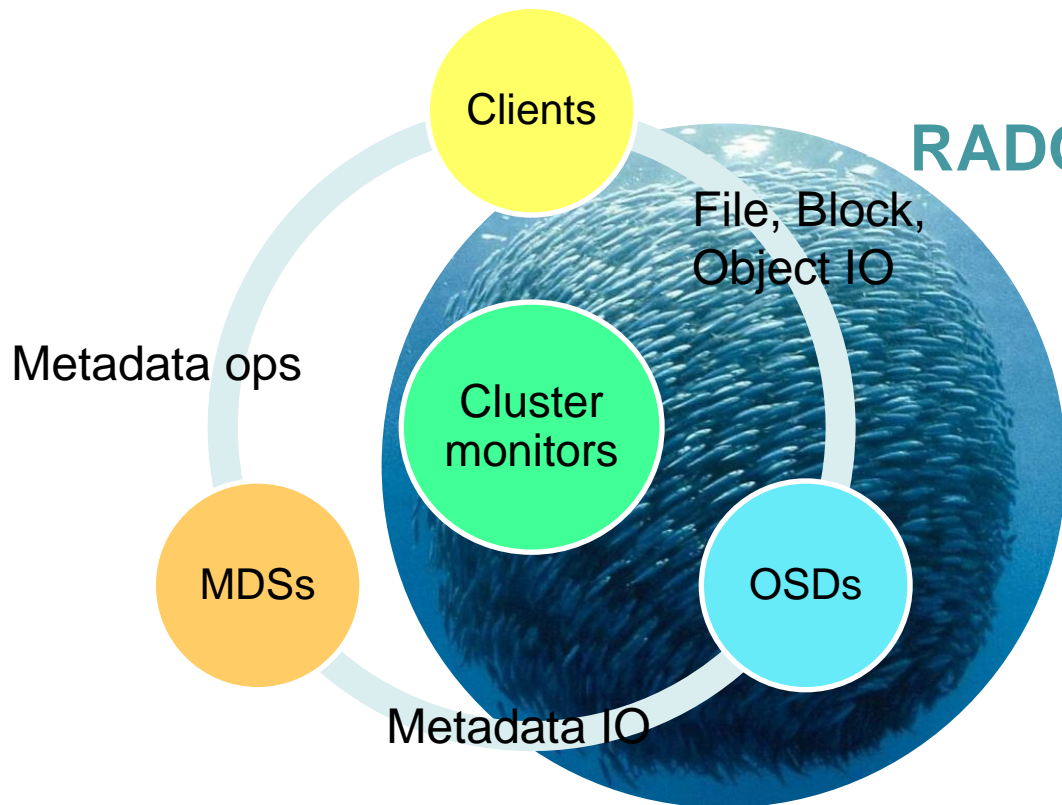 Clients
RADO
File, Block,
Object IO
Metadata ops
Cluster
monitors
MDSs
OSDs
Metadata IO